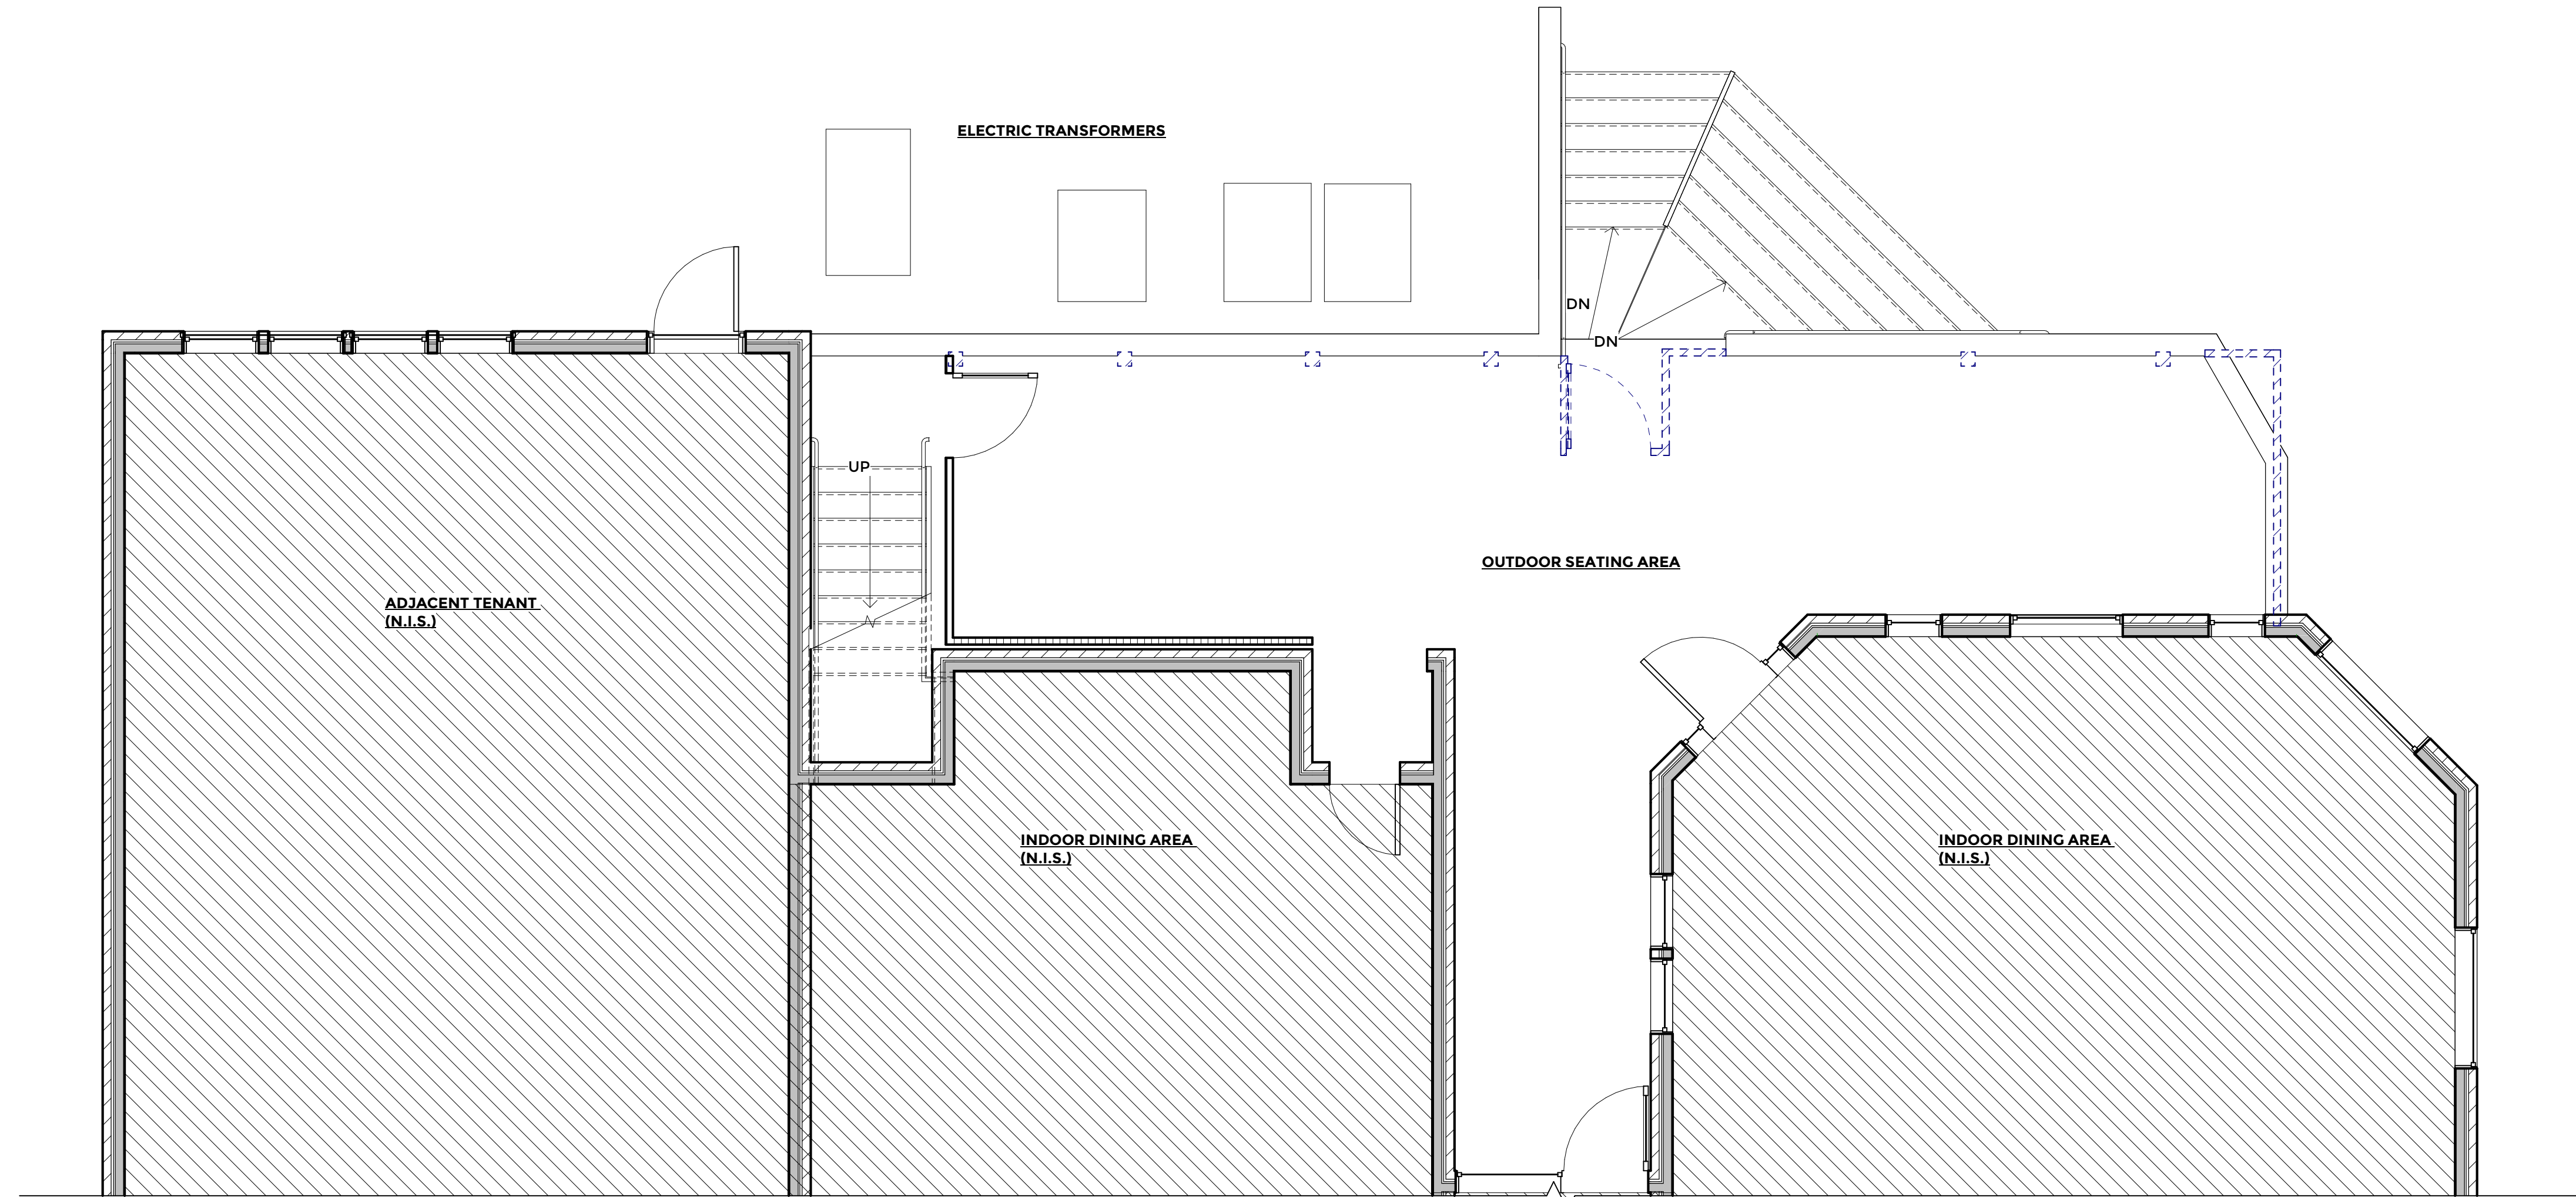 ELECTRIC TRANSFORMERS
DN
DN
UP
OUTDOOR SEATING AREA
ADJACENT TENANT
(N.I.S.)
INDOOR DINING AREA
(N.I.S.)
INDOOR DINING AREA
(N.I.S.)